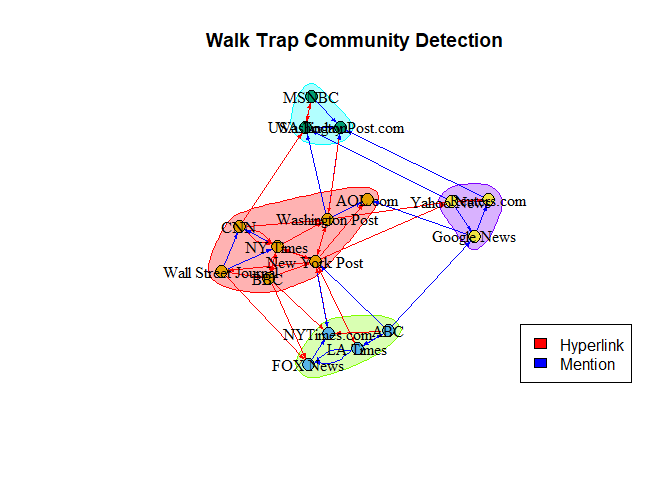 Walk Trap Community Detection
MSNBC
USA Today
WashingtonPost.com
AOL.com
Yahoo News
Reuters.com
Washington Post
CNN
Google News
NY Times
New York Post
Wall Street Journal
BBC
NYTimes.com
ABC
LA Times
FOX News
Hyperlink
Mention